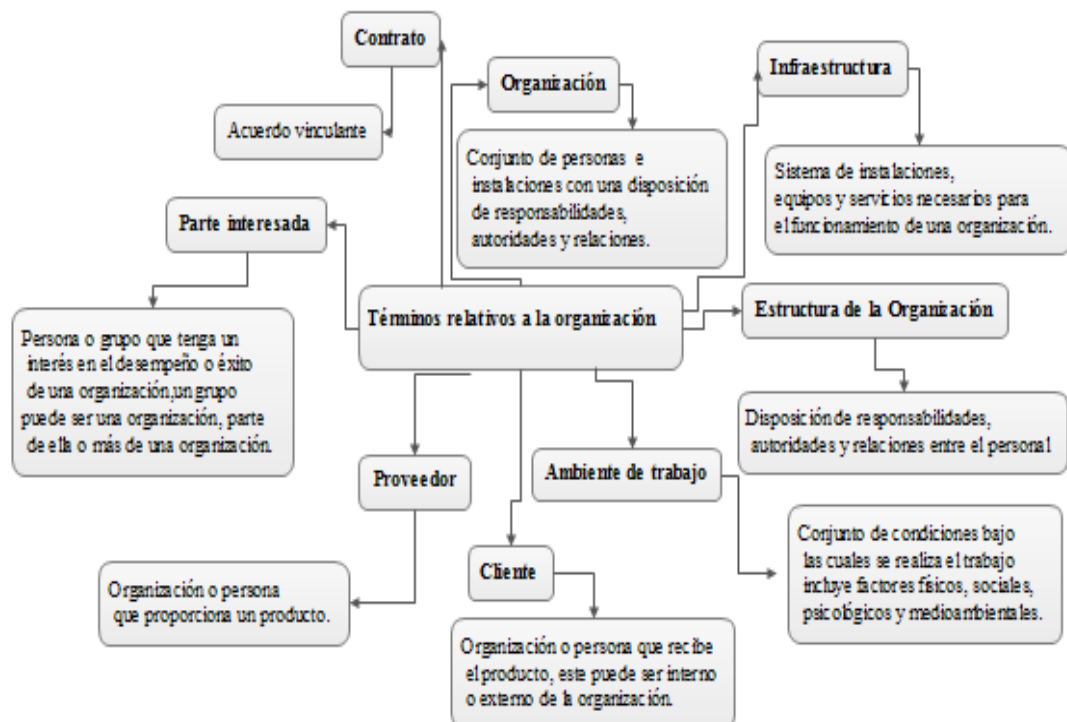 Contrato
Acuerdo vinculante
Organización
Conjunto de personas e
instalaciones con una disposición
de responsabilidades,
autoridades y relaciones.
Infraestructura
Sistema de instalaciones,
equipos y servicios necesarios para
el funcionamiento de una organización.
Parte interesada
Persona o grupo que tenga un
interés en el desempeño o éxito
de una organización,un grupo
puede ser una organización, parte
de ella o más de una organización.
Términos relativos a la organización
Estructura de la Organización
Disposición de responsabilidades,
autoridades y relaciones entre el personal
Proveedor
Organización o persona
que proporciona un producto.
Cliente
Organización o persona que recibe
el producto, este puede ser interno
o externo de la organización.
Ambiente de trabajo
Conjunto de condiciones bajo
las cuales se realiza el trabajo
incluye factores físicos, sociales,
psicológicos y medioambientales.